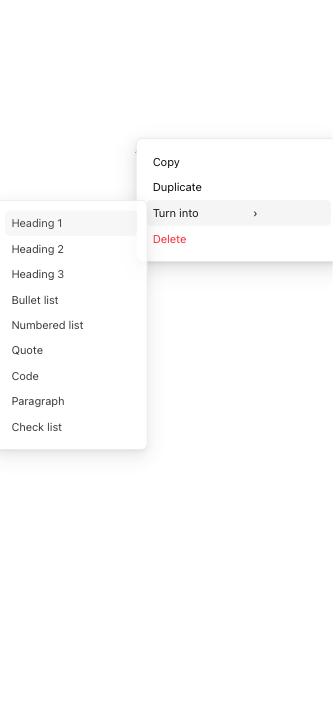 Copy
Duplicate
Turn into ›
Delete
Heading 1
Heading 2
Heading 3
Bullet list
Numbered list
Quote
Code
Paragraph
Check list